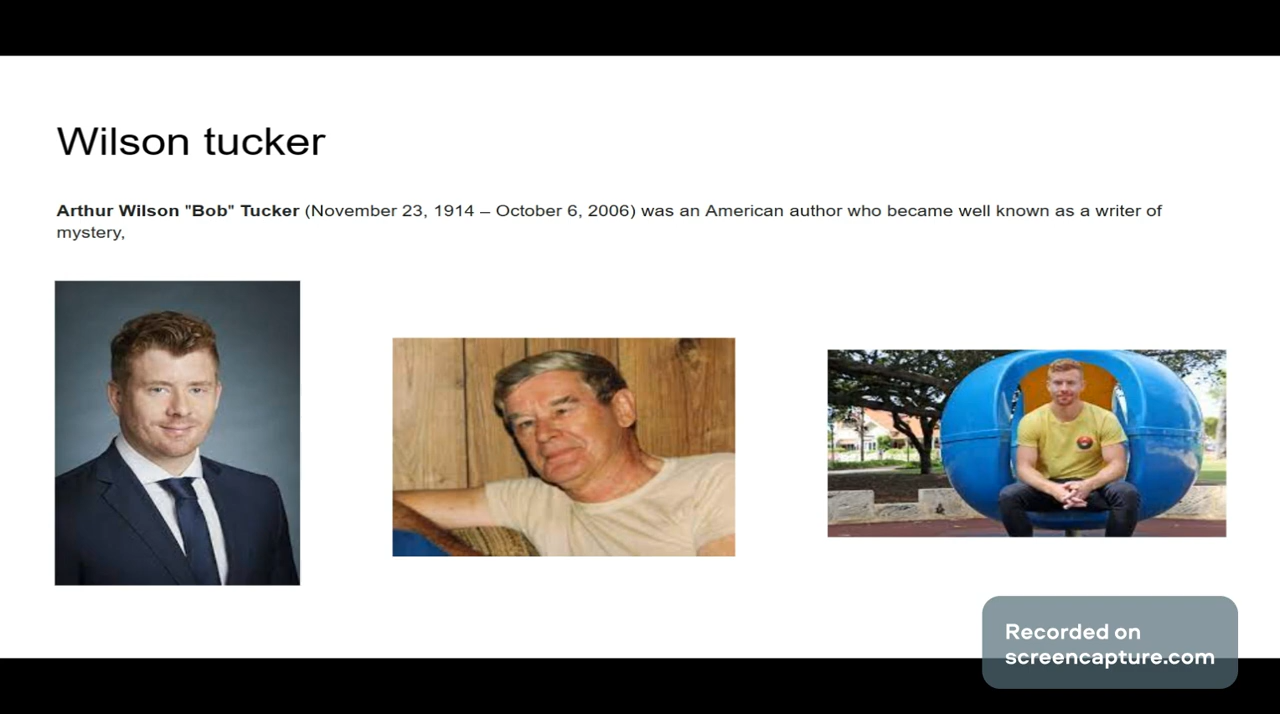 Wilson tucker
Arthur Wilson "Bob" Tucker (November 23, 1914 – October 6, 2006) was an American author who became well known as a writer of
mystery,
Recorded on
screencapture.com